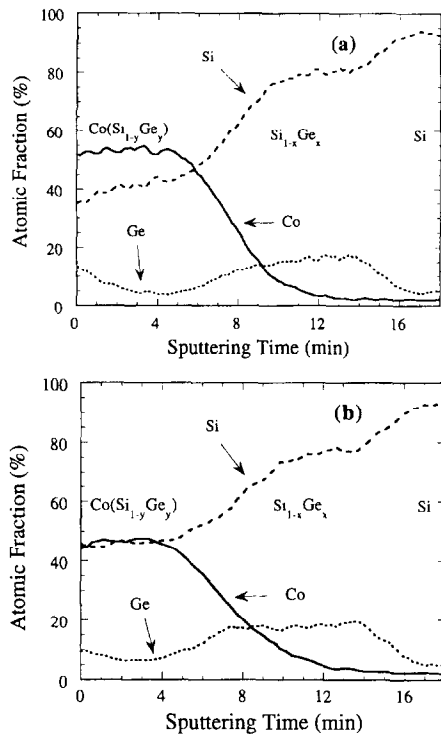 100
80
60
40
20
0
0
4
8
12
16
Atomic Fraction (%)
Sputtering Time (min)
(a)
Si
Co(Si1-yGey)
Si1-xGex
Si
Ge
Co
100
80
60
40
20
0
0
4
8
12
16
Atomic Fraction (%)
Sputtering Time (min)
(b)
Si
Co(Si1-yGey)
Si1-xGex
Si
Ge
Co